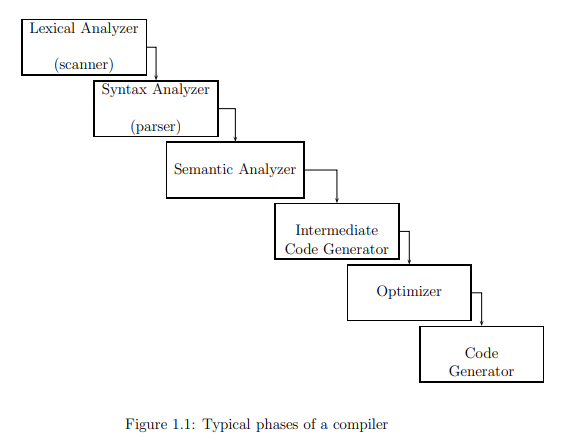 Lexical Analyzer
(scanner)
Syntax Analyzer
(parser)
Semantic Analyzer
Intermediate
Code Generator
Optimizer
Code
Generator
Figure 1.1: Typical phases of a compiler